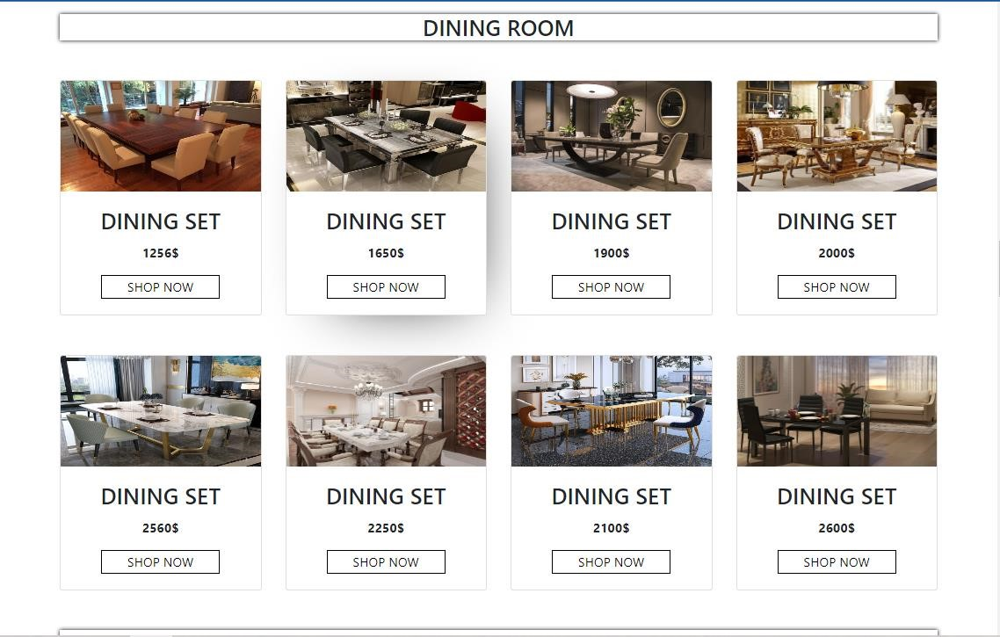 DINING ROOM
DINING SET
1256$
SHOP NOW
DINING SET
1650$
SHOP NOW
DINING SET
1900$
SHOP NOW
DINING SET
2000$
SHOP NOW
DINING SET
2560$
SHOP NOW
DINING SET
2250$
SHOP NOW
DINING SET
2100$
SHOP NOW
DINING SET
2600$
SHOP NOW